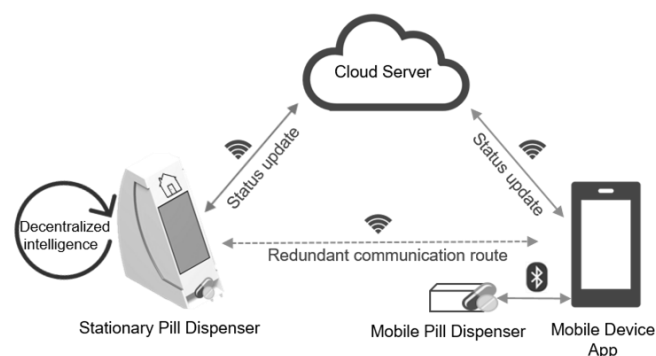 Cloud Server
Status update
Status update
Decentralized
intelligence
Redundant communication route
Stationary Pill Dispenser
Mobile Pill Dispenser
Mobile Device
App